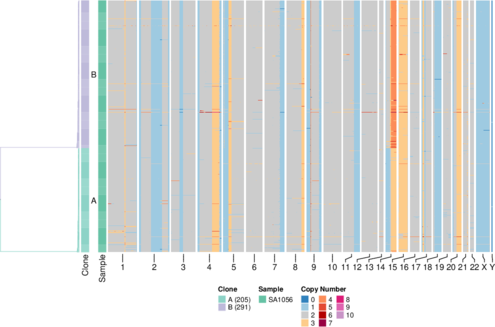 B
A
Clone
Sample
1 2 3 4 5 6 7 8 9 10 11 12 13 14 15 16 17 18 19 20 21 22 X Y
Clone Sample Copy Number
A (205) SA1056 0 4 8
B (291) 1 5 9
2 6 10
3 7